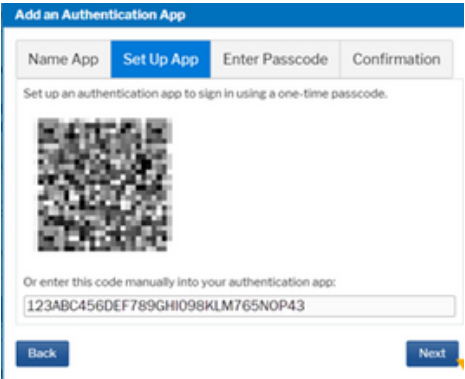 Add an Authentication App
Name App Set Up App Enter Passcode Confirmation
Set up an authentication app to sign in using a one-time passcode.
Or enter this code manually into your authentication app:
123ABC456DEF789GHI098KLM765NOP43
Back Next